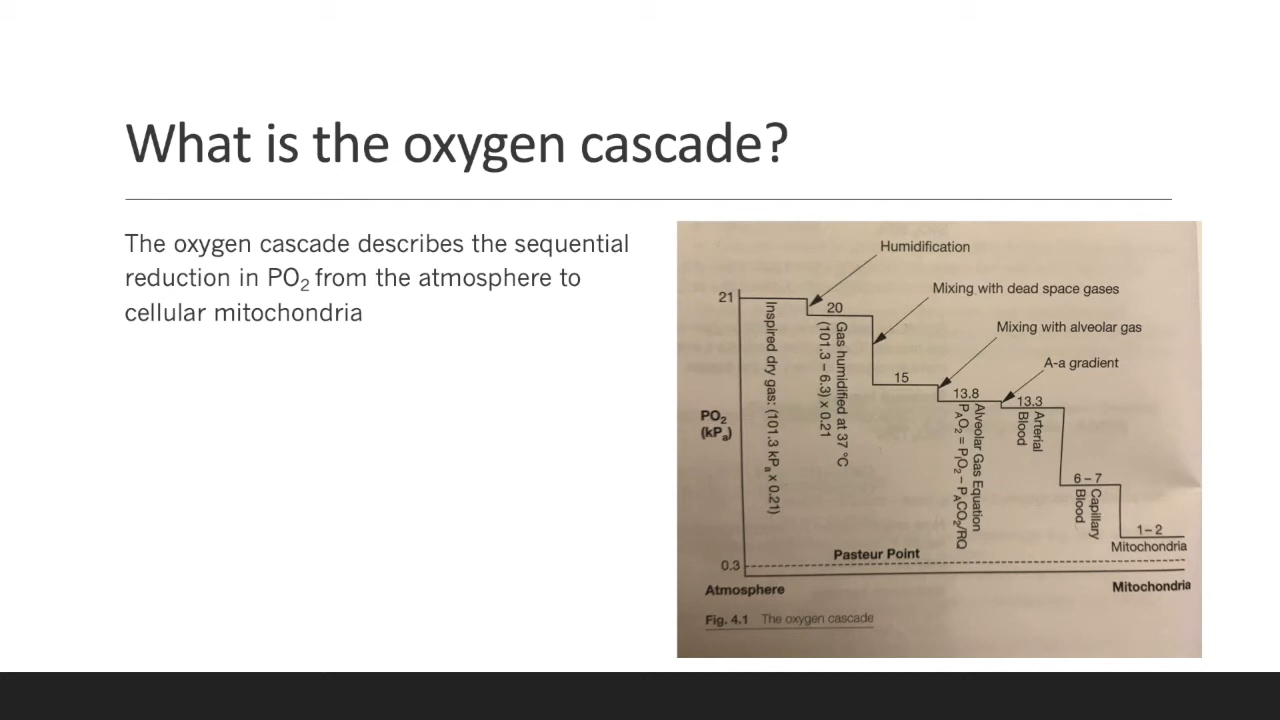 What is the oxygen cascade?
The oxygen cascade describes the sequential
reduction in PO₂ from the atmosphere to
cellular mitochondria
Humidification
Mixing with dead space gases
Mixing with alveolar gas
A-a gradient
21
20
15
13.8
13.3
6 – 7
1– 2
PO₂
(kPₐ)
Inspired dry gas: (101.3 kPₐ x 0.21)
Gas humidified at 37 °C
(101.3 – 6.3) x 0.21
Alveolar Gas Equation
PᴀO₂ = PıO₂ – PᴀCO₂/RQ
Arterial
Blood
Capillary
Blood
Mitochondria
Pasteur Point
0.3
Atmosphere
Mitochondria
Fig. 4.1 The oxygen cascade